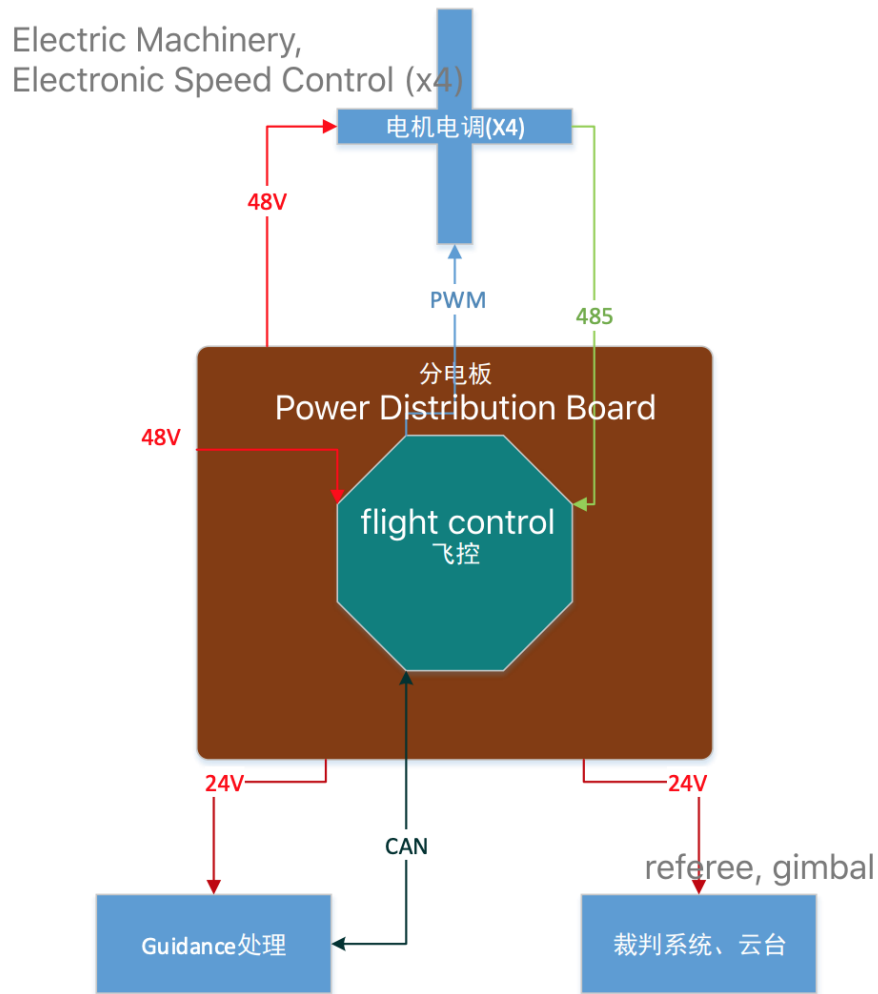 Electric Machinery,
Electronic Speed Control (x4)
电机电调(X4)
48V
PWM
485
分电板
Power Distribution Board
48V
flight control
飞控
24V
24V
CAN
referee, gimbal
Guidance处理
裁判系统、云台